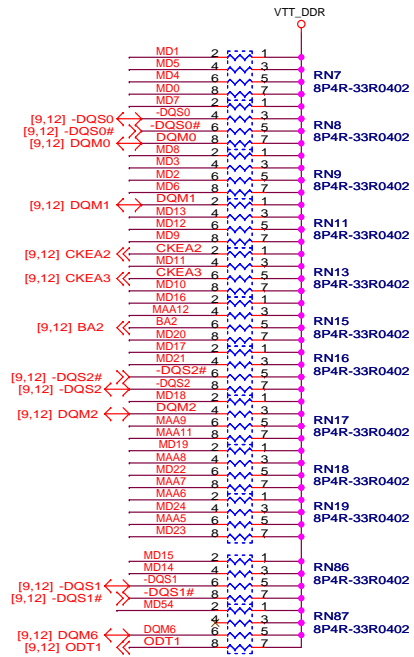 VTT_DDR
MD1 2 1
MD5 4 3
MD4 6 5 RN7
MD0 8 7 8P4R-33R0402
MD7 2 1
[9,12] -DQS0 -DQS0 4 3 RN8
[9,12] -DQS0# -DQS0# 6 5 8P4R-33R0402
[9,12] DQM0 DQM0 8 7
MD8 2 1
MD3 4 3
MD2 6 5 RN9
MD6 8 7 8P4R-33R0402
[9,12] DQM1 DQM1 2 1
MD13 4 3
MD12 6 5 RN11
MD9 8 7 8P4R-33R0402
[9,12] CKEA2 CKEA2 2 1
MD11 4 3
[9,12] CKEA3 CKEA3 6 5 RN13
MD10 8 7 8P4R-33R0402
MD16 2 1
MAA12 4 3
[9,12] BA2 BA2 6 5 RN15
MD20 8 7 8P4R-33R0402
MD17 2 1
MD21 4 3 RN16
[9,12] -DQS2# -DQS2# 6 5 8P4R-33R0402
[9,12] -DQS2 -DQS2 8 7
MD18 2 1
[9,12] DQM2 DQM2 4 3
MAA9 6 5 RN17
MAA11 8 7 8P4R-33R0402
MD19 2 1
MAA8 4 3
MD22 6 5 RN18
MAA7 8 7 8P4R-33R0402
MAA6 2 1
MD24 4 3 RN19
MAA5 6 5 8P4R-33R0402
MD23 8 7
MD15 2 1
MD14 4 3 RN86
[9,12] -DQS1 -DQS1 6 5 8P4R-33R0402
[9,12] -DQS1# -DQS1# 8 7
MD54 2 1
4 3 RN87
[9,12] DQM6 DQM6 6 5 8P4R-33R0402
[9,12] ODT1 ODT1 8 7